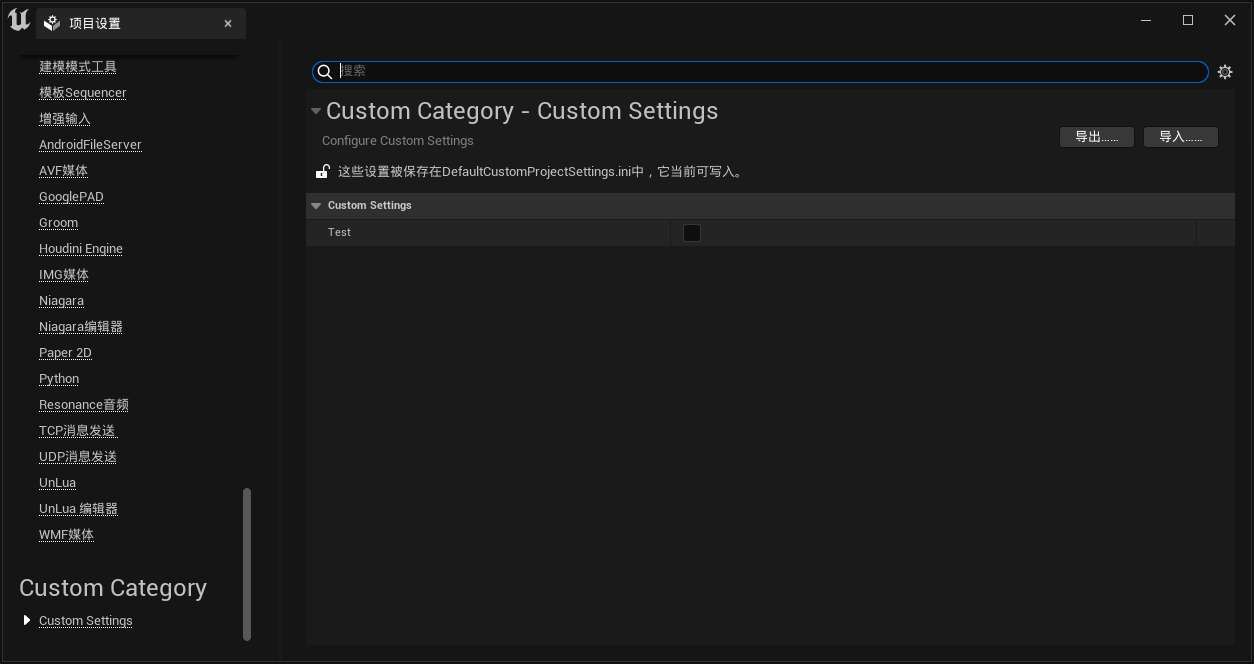 项目设置
建模模式工具
模板Sequencer
增强输入
AndroidFileServer
AVF媒体
GooglePAD
Groom
Houdini Engine
IMG媒体
Niagara
Niagara编辑器
Paper 2D
Python
Resonance音频
TCP消息发送
UDP消息发送
UnLua
UnLua 编辑器
WMF媒体
Custom Category
Custom Settings
搜索
Custom Category - Custom Settings
Configure Custom Settings
导出...... 导入......
这些设置被保存在DefaultCustomProjectSettings.ini中，它当前可写入。
Custom Settings
Test